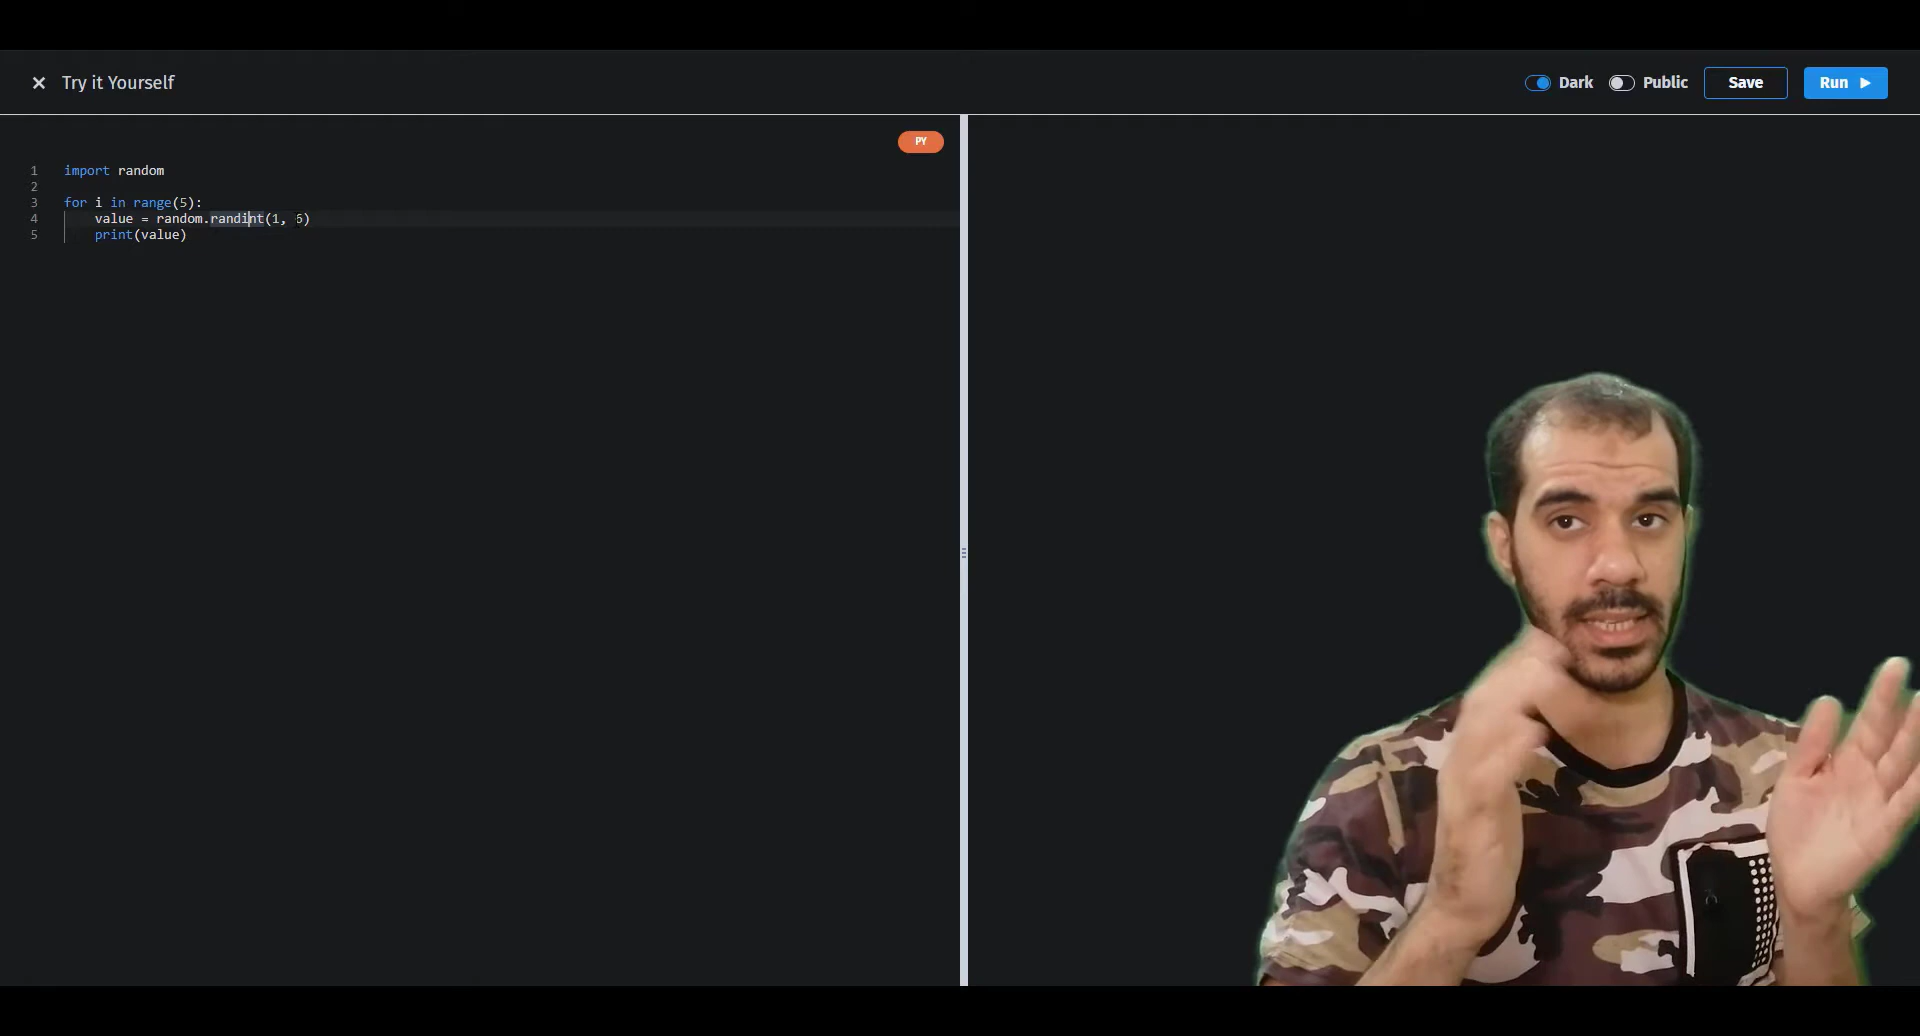 Try it Yourself
Dark Public Save Run
PY
1 import random
2
3 for i in range(5):
4     value = random.randint(1, 6)
5     print(value)